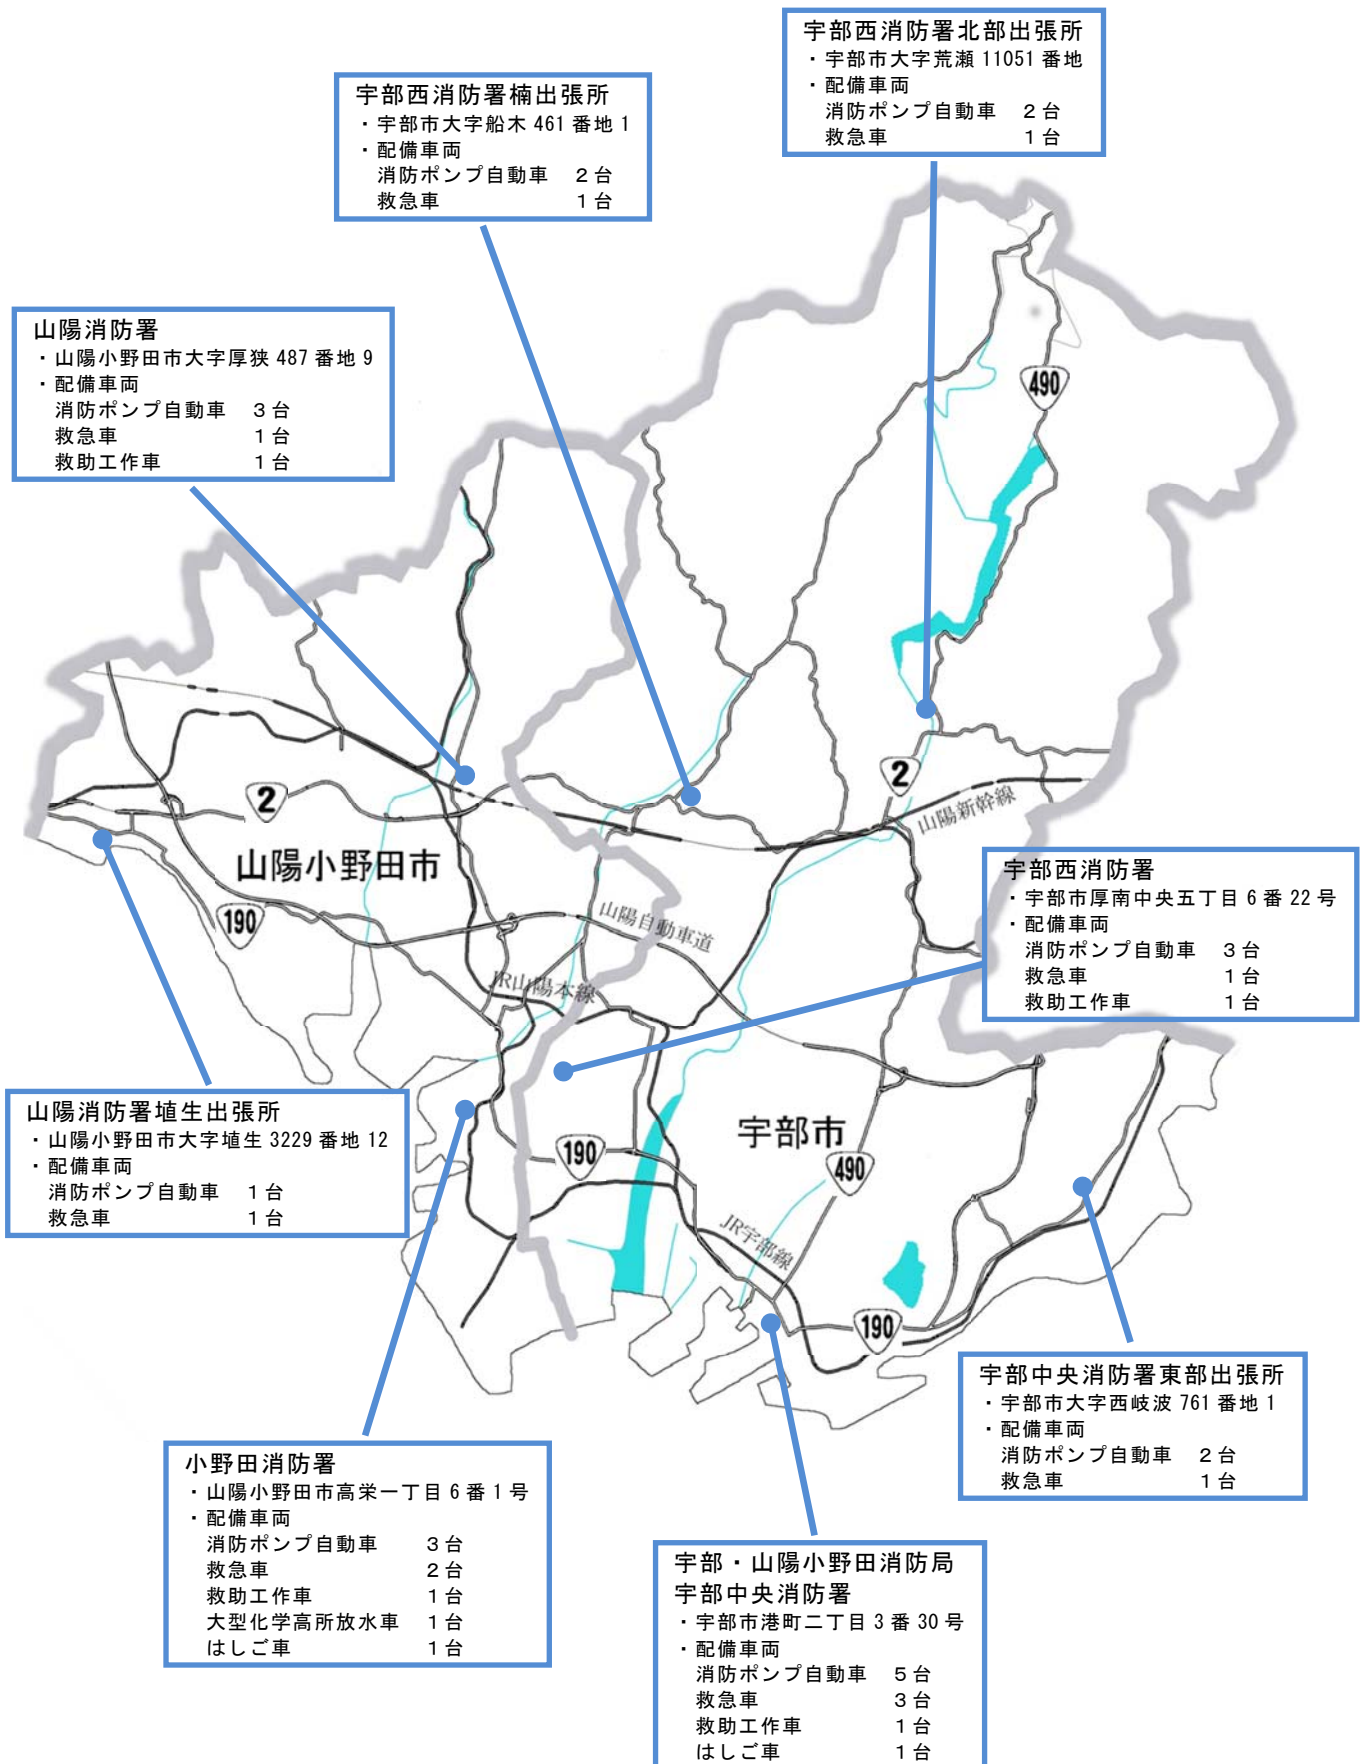 宇部西消防署北部出張所
・宇部市大字荒瀬 11051 番地
・配備車両
消防ポンプ自動車 2台
救急車 1台
宇部西消防署楠出張所
・宇部市大字船木 461 番地 1
・配備車両
消防ポンプ自動車 2台
救急車 1台
山陽消防署
・山陽小野田市大字厚狭 487 番地 9
・配備車両
消防ポンプ自動車 3台
救急車 1台
救助工作車 1台
490
2
2
山陽新幹線
山陽小野田市
190
山陽自動車道
JR山陽本線
宇部西消防署
・宇部市厚南中央五丁目 6 番 22 号
・配備車両
消防ポンプ自動車 3台
救急車 1台
救助工作車 1台
山陽消防署埴生出張所
・山陽小野田市大字埴生 3229 番地 12
・配備車両
消防ポンプ自動車 1台
救急車 1台
宇部市
190
490
JR宇部線
190
宇部中央消防署東部出張所
・宇部市大字西岐波 761 番地 1
・配備車両
消防ポンプ自動車 2台
救急車 1台
小野田消防署
・山陽小野田市高栄一丁目 6 番 1 号
・配備車両
消防ポンプ自動車 3台
救急車 2台
救助工作車 1台
大型化学高所放水車 1台
はしご車 1台
宇部・山陽小野田消防局
宇部中央消防署
・宇部市港町二丁目 3 番 30 号
・配備車両
消防ポンプ自動車 5台
救急車 3台
救助工作車 1台
はしご車 1台